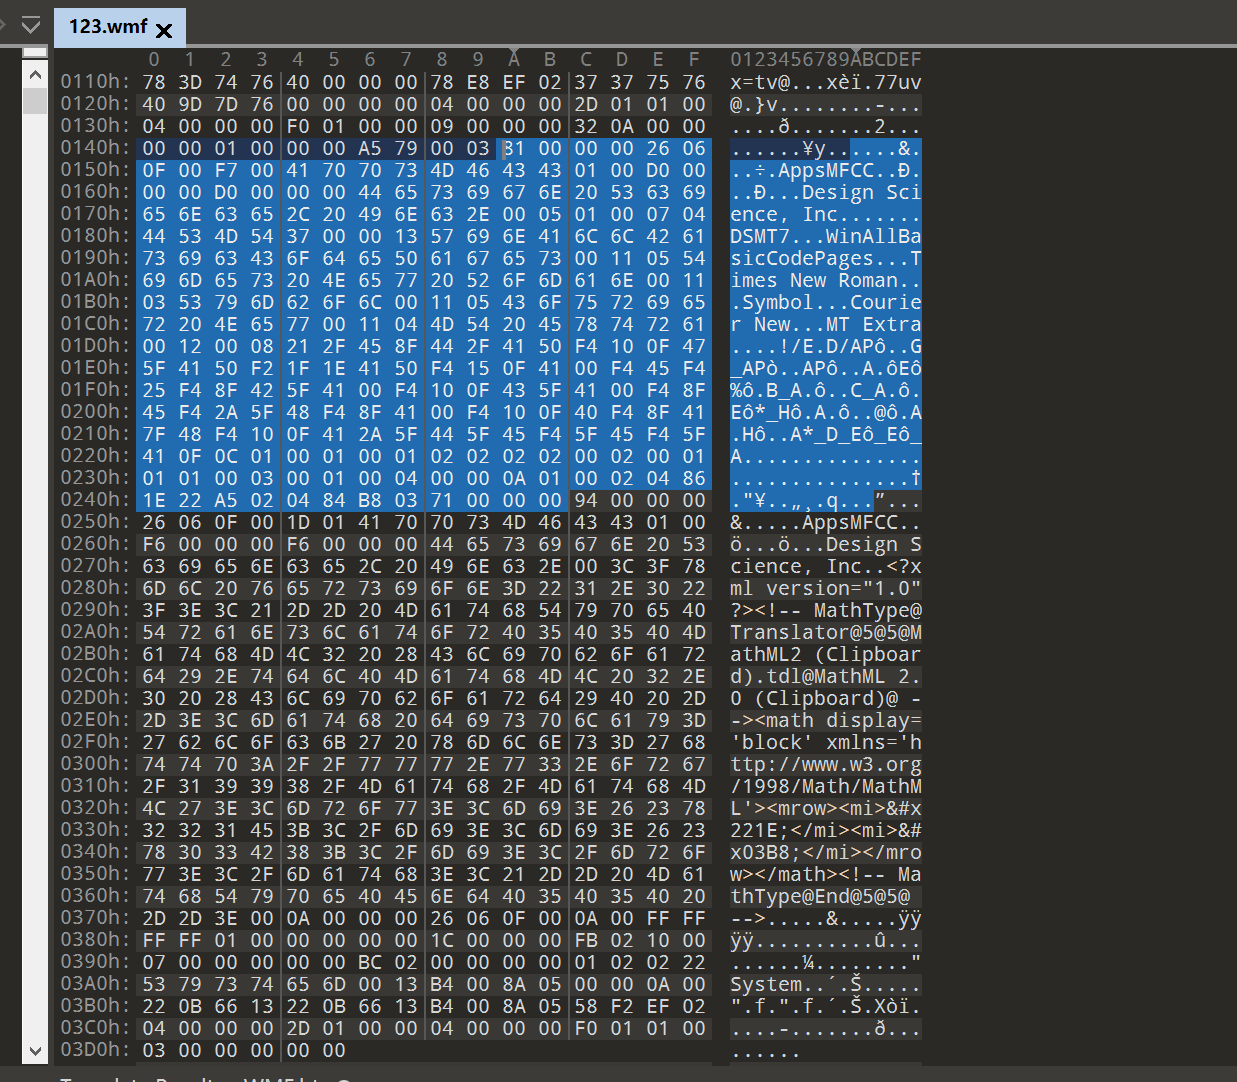 123.wmf
0 1 2 3 4 5 6 7 8 9 A B C D E F 0123456789ABCDEF
0110h: 78 3D 74 76 40 00 00 00 78 E8 EF 02 37 37 75 76 x=tv@...xèï.77uv
0120h: 40 9D 7D 76 00 00 00 00 04 00 00 00 2D 01 01 00 @.}v........-...
0130h: 04 00 00 00 F0 01 00 00 09 00 00 00 32 0A 00 00 ....ð.......2...
0140h: 00 00 01 00 00 00 A5 79 00 03 81 00 00 00 26 06 ......¥y......&.
0150h: 0F 00 F7 00 41 70 70 73 4D 46 43 43 01 00 D0 00 ..÷.AppsMFCC..Ð.
0160h: 00 00 D0 00 00 00 44 65 73 69 67 6E 20 53 63 69 ..Ð...Design Sci
0170h: 65 6E 63 65 2C 20 49 6E 63 2E 00 05 01 00 07 04 ence, Inc.......
0180h: 44 53 4D 54 37 00 00 13 57 69 6E 41 6C 6C 42 61 DSMT7...WinAllBa
0190h: 73 69 63 43 6F 64 65 50 61 67 65 73 00 11 05 54 sicCodePages...T
01A0h: 69 6D 65 73 20 4E 65 77 20 52 6F 6D 61 6E 00 11 imes New Roman..
01B0h: 03 53 79 6D 62 6F 6C 00 11 05 43 6F 75 72 69 65 .Symbol...Courie
01C0h: 72 20 4E 65 77 00 11 04 4D 54 20 45 78 74 72 61 r New...MT Extra
01D0h: 00 12 00 08 21 2F 45 8F 44 2F 41 50 F4 10 0F 47 ....!/E.D/APô..G
01E0h: 5F 41 50 F2 1F 1E 41 50 F4 15 0F 41 00 F4 45 F4 _APò..APô..A.ôEô
01F0h: 25 F4 8F 42 5F 41 00 F4 10 0F 43 5F 41 00 F4 8F %ô.B_A.ô..C_A.ô.
0200h: 45 F4 2A 5F 48 F4 8F 41 00 F4 10 0F 40 F4 8F 41 Eô*_Hô.A.ô..@ô.A
0210h: 7F 48 F4 10 0F 41 2A 5F 44 5F 45 F4 5F 45 F4 5F .Hô..A*_D_Eô_Eô_
0220h: 41 0F 0C 01 00 01 00 01 02 02 02 02 00 02 00 01 A...............
0230h: 01 01 00 03 00 01 00 04 00 00 0A 01 00 02 04 86 ...............†
0240h: 1E 22 A5 02 04 84 B8 03 71 00 00 00 94 00 00 00 ."¥..„¸.q...”...
0250h: 26 06 0F 00 1D 01 41 70 70 73 4D 46 43 43 01 00 &.....AppsMFCC..
0260h: F6 00 00 00 F6 00 00 00 44 65 73 69 67 6E 20 53 ö...ö...Design S
0270h: 63 69 65 6E 63 65 2C 20 49 6E 63 2E 00 3C 3F 78 cience, Inc..<?x
0280h: 6D 6C 20 76 65 72 73 69 6F 6E 3D 22 31 2E 30 22 ml version="1.0"
0290h: 3F 3E 3C 21 2D 2D 20 4D 61 74 68 54 79 70 65 40 ?><!-- MathType@
02A0h: 54 72 61 6E 73 6C 61 74 6F 72 40 35 40 35 40 4D Translator@5@5@M
02B0h: 61 74 68 4D 4C 32 20 28 43 6C 69 70 62 6F 61 72 athML2 (Clipboar
02C0h: 64 29 2E 74 64 6C 40 4D 61 74 68 4D 4C 20 32 2E d).tdl@MathML 2.
02D0h: 30 20 28 43 6C 69 70 62 6F 61 72 64 29 40 20 2D 0 (Clipboard)@ -
02E0h: 2D 3E 3C 6D 61 74 68 20 64 69 73 70 6C 61 79 3D -><math display=
02F0h: 27 62 6C 6F 63 6B 27 20 78 6D 6C 6E 73 3D 27 68 'block' xmlns='h
0300h: 74 74 70 3A 2F 2F 77 77 77 2E 77 33 2E 6F 72 67 ttp://www.w3.org
0310h: 2F 31 39 39 38 2F 4D 61 74 68 2F 4D 61 74 68 4D /1998/Math/MathM
0320h: 4C 27 3E 3C 6D 72 6F 77 3E 3C 6D 69 3E 26 23 78 L'><mrow><mi>&#x
0330h: 32 32 31 45 3B 3C 2F 6D 69 3E 3C 6D 69 3E 26 23 221E;</mi><mi>&#
0340h: 78 30 33 42 38 3B 3C 2F 6D 69 3E 3C 2F 6D 72 6F x03B8;</mi></mro
0350h: 77 3E 3C 2F 6D 61 74 68 3E 3C 21 2D 2D 20 4D 61 w></math><!-- Ma
0360h: 74 68 54 79 70 65 40 45 6E 64 40 35 40 35 40 20 thType@End@5@5@
0370h: 2D 2D 3E 00 0A 00 00 00 26 06 0F 00 0A 00 FF FF -->.....&.....ÿÿ
0380h: FF FF 01 00 00 00 00 00 1C 00 00 00 FB 02 10 00 ÿÿ..........û...
0390h: 07 00 00 00 00 00 BC 02 00 00 00 00 01 02 02 22 ......¼........"
03A0h: 53 79 73 74 65 6D 00 13 B4 00 8A 05 00 00 0A 00 System..´.Š.....
03B0h: 22 0B 66 13 22 0B 66 13 B4 00 8A 05 58 F2 EF 02 ".f.".f.´.Š.Xòï.
03C0h: 04 00 00 00 2D 01 00 00 04 00 00 00 F0 01 01 00 ....-.......ð...
03D0h: 03 00 00 00 00 00 ......